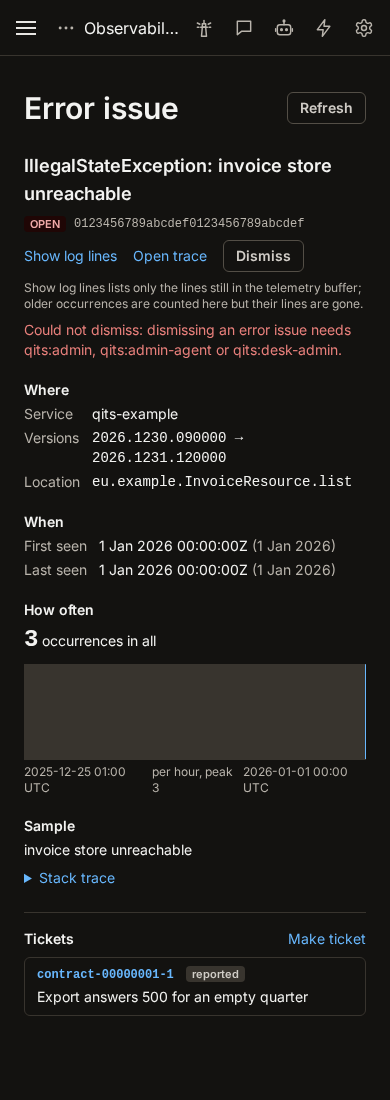 Observabil...
Error issue
Refresh
IllegalStateException: invoice store
unreachable
OPEN 0123456789abcdef0123456789abcdef
Show log lines Open trace Dismiss
Show log lines lists only the lines still in the telemetry buffer;
older occurrences are counted here but their lines are gone.
Could not dismiss: dismissing an error issue needs
qits:admin, qits:admin-agent or qits:desk-admin.
Where
Service qits-example
Versions 2026.1230.090000 →
2026.1231.120000
Location eu.example.InvoiceResource.list
When
First seen 1 Jan 2026 00:00:00Z (1 Jan 2026)
Last seen 1 Jan 2026 00:00:00Z (1 Jan 2026)
How often
3 occurrences in all
2025-12-25 01:00 UTC
per hour, peak 3
2026-01-01 00:00 UTC
Sample
invoice store unreachable
Stack trace
Tickets Make ticket
contract-00000001-1 reported
Export answers 500 for an empty quarter